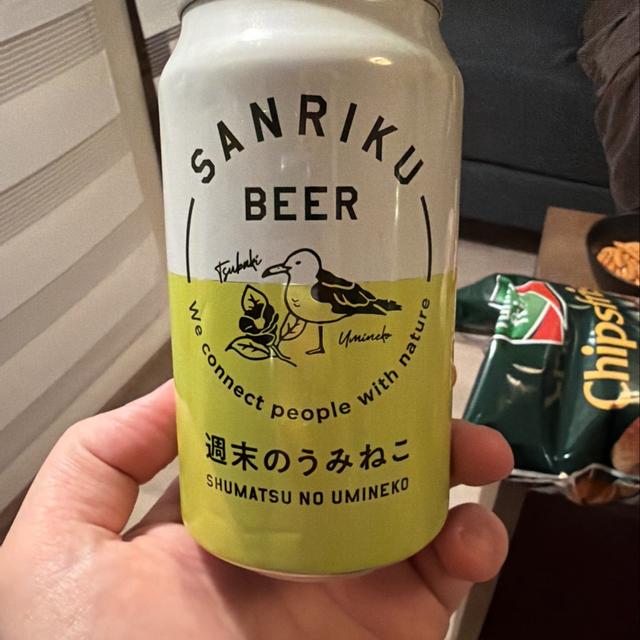 SANRIKU
BEER
Tsubaki
Umineko
We connect people with nature
週末のうみねこ
SHUMATSU NO UMINEKO